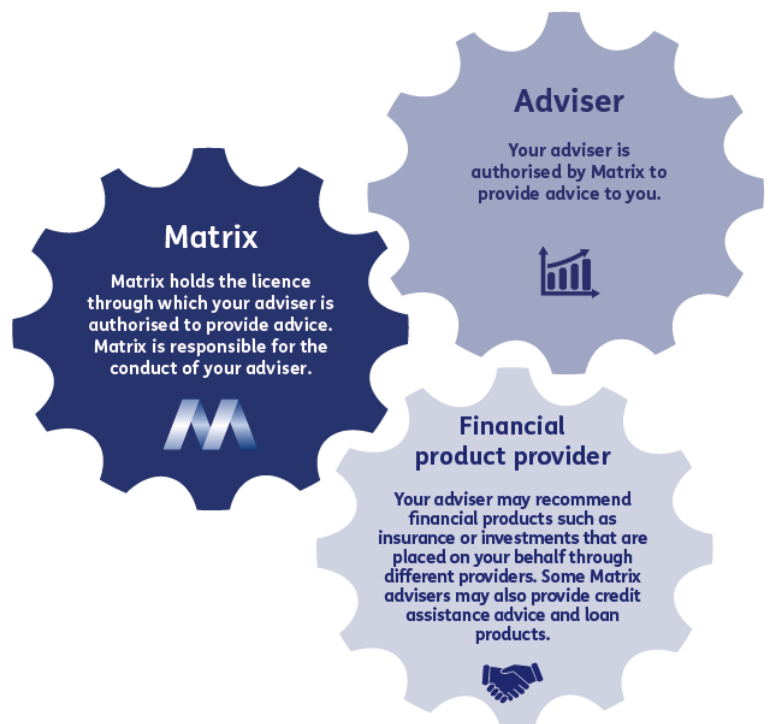 Matrix
Matrix holds the licence
through which your adviser is
authorised to provide advice.
Matrix is responsible for the
conduct of your adviser.
Adviser
Your adviser is
authorised by Matrix to
provide advice to you.
Financial
product provider
Your adviser may recommend
financial products such as
insurance or investments that are
placed on your behalf through
different providers. Some Matrix
advisers may also provide credit
assistance advice and loan
products.